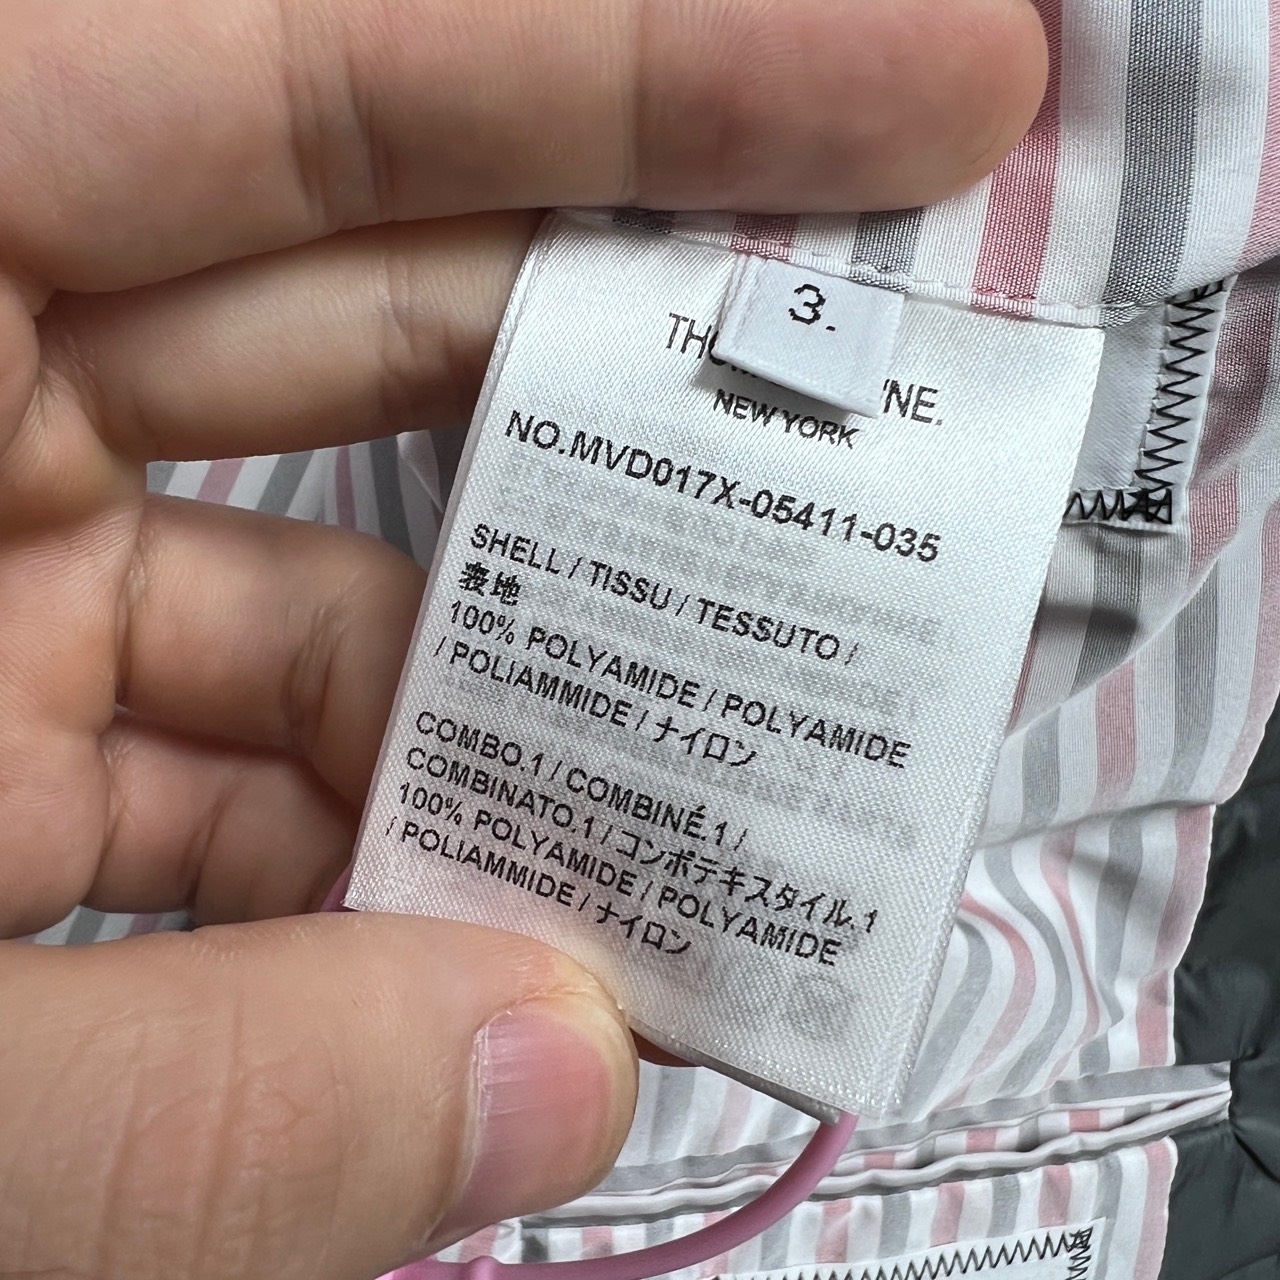 3.
NEW YORK
NO.MVD017X-05411-035
SHELL / TISSU / TESSUTO /
表地
100% POLYAMIDE / POLYAMIDE
/ POLIAMMIDE / ナイロン
COMBO.1 / COMBINÉ.1 /
COMBINATO.1 / コンボテキスタイル.1
100% POLYAMIDE / POLYAMIDE
/ POLIAMMIDE / ナイロン